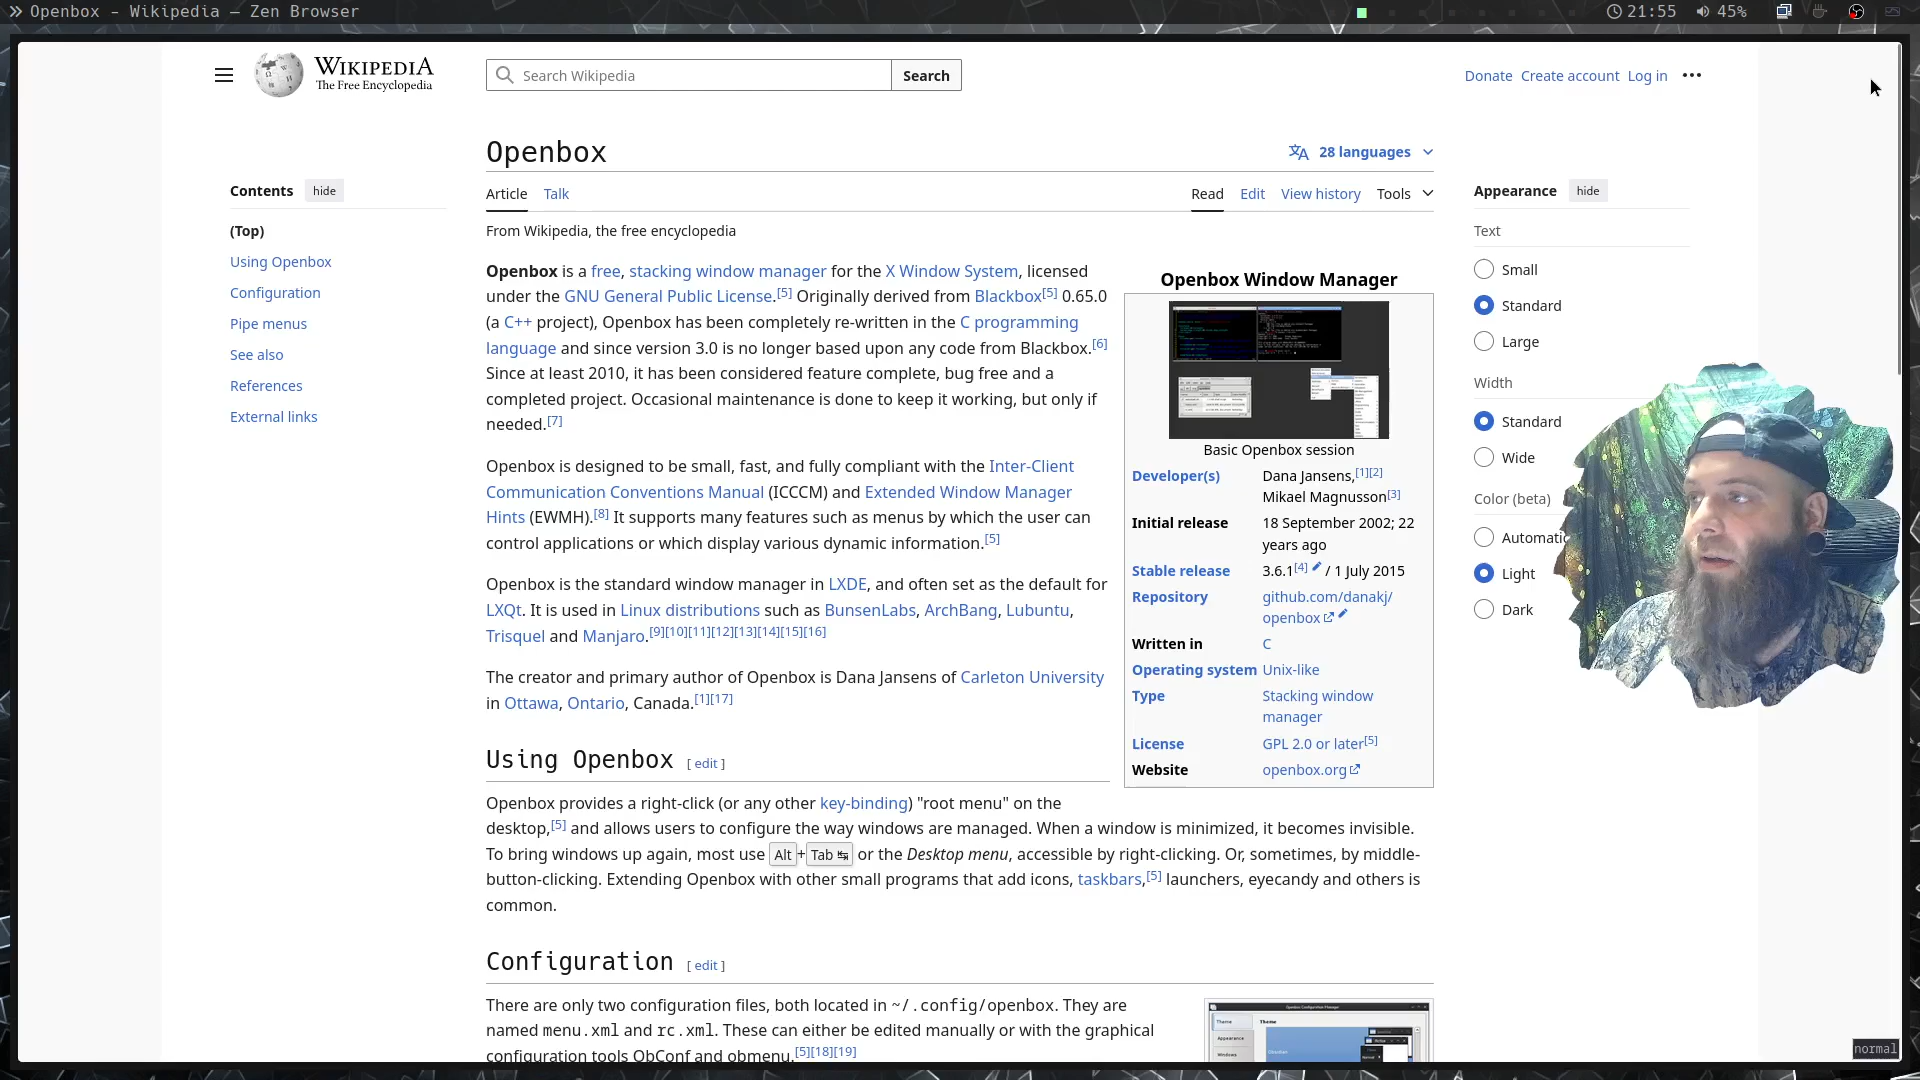 Openbox - Wikipedia — Zen Browser
21:55
45%
WIKIPEDIA
The Free Encyclopedia
Search Wikipedia
Search
Donate Create account Log in
Openbox
28 languages
Article Talk
Read Edit View history Tools
From Wikipedia, the free encyclopedia
Contents hide
(Top)
Using Openbox
Configuration
Pipe menus
See also
References
External links
Openbox is a free, stacking window manager for the X Window System, licensed
under the GNU General Public License.[5] Originally derived from Blackbox[5] 0.65.0
(a C++ project), Openbox has been completely re-written in the C programming
language and since version 3.0 is no longer based upon any code from Blackbox.[6]
Since at least 2010, it has been considered feature complete, bug free and a
completed project. Occasional maintenance is done to keep it working, but only if
needed.[7]
Openbox is designed to be small, fast, and fully compliant with the Inter-Client
Communication Conventions Manual (ICCCM) and Extended Window Manager
Hints (EWMH).[8] It supports many features such as menus by which the user can
control applications or which display various dynamic information.[5]
Openbox is the standard window manager in LXDE, and often set as the default for
LXQt. It is used in Linux distributions such as BunsenLabs, ArchBang, Lubuntu,
Trisquel and Manjaro.[9][10][11][12][13][14][15][16]
The creator and primary author of Openbox is Dana Jansens of Carleton University
in Ottawa, Ontario, Canada.[1][17]
Openbox Window Manager
Basic Openbox session
Developer(s) Dana Jansens,[1][2]
Mikael Magnusson[3]
Initial release 18 September 2002; 22
years ago
Stable release 3.6.1[4] / 1 July 2015
Repository github.com/danakj/
openbox
Written in C
Operating system Unix-like
Type Stacking window
manager
License GPL 2.0 or later[5]
Website openbox.org
Using Openbox [ edit ]
Openbox provides a right-click (or any other key-binding) "root menu" on the
desktop,[5] and allows users to configure the way windows are managed. When a window is minimized, it becomes invisible.
To bring windows up again, most use Alt+Tab ↹ or the Desktop menu, accessible by right-clicking. Or, sometimes, by middle-
button-clicking. Extending Openbox with other small programs that add icons, taskbars,[5] launchers, eyecandy and others is
common.
Configuration [ edit ]
There are only two configuration files, both located in ~/.config/openbox. They are
named menu.xml and rc.xml. These can either be edited manually or with the graphical
configuration tools ObConf and obmenu.[5][18][19]
Appearance hide
Text
Small
Standard
Large
Width
Standard
Wide
Color (beta)
Automatic
Light
Dark
normal